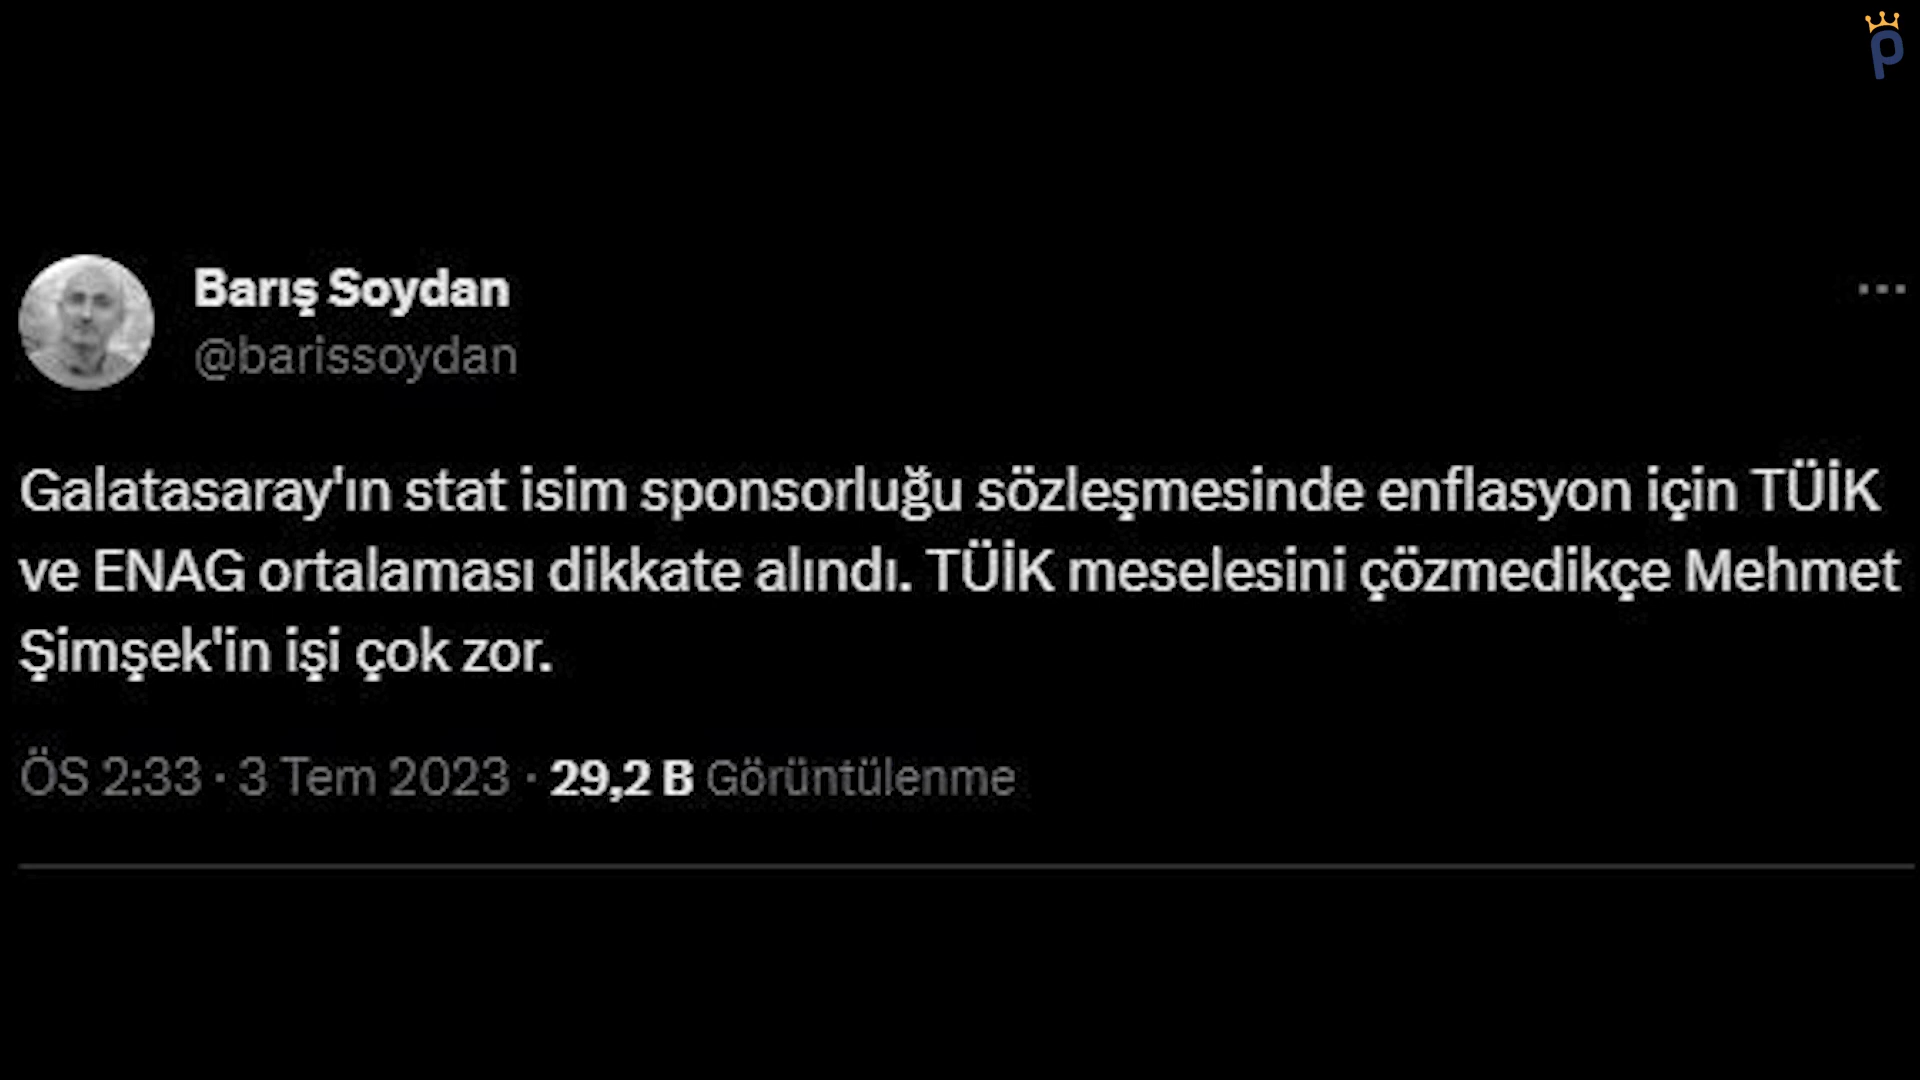 Barış Soydan
@barissoydan
Galatasaray'ın stat isim sponsorluğu sözleşmesinde enflasyon için TÜİK
ve ENAG ortalaması dikkate alındı. TÜİK meselesini çözmedikçe Mehmet
Şimşek'in işi çok zor.
ÖS 2:33 · 3 Tem 2023 · 29,2 B Görüntülenme